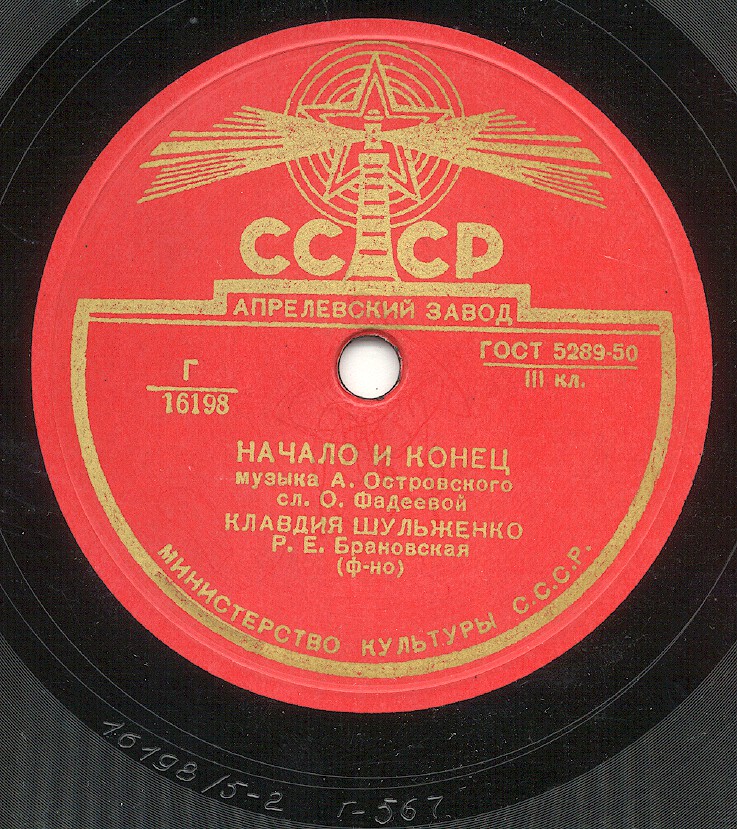 СССР
АПРЕЛЕВСКИЙ ЗАВОД
Г
16198
ГОСТ 5289-50
III кл.
НАЧАЛО И КОНЕЦ
музыка А. Островского
сл. О. Фадеевой
КЛАВДИЯ ШУЛЬЖЕНКО
Р. Е. Брановская
(ф-но)
МИНИСТЕРСТВО КУЛЬТУРЫ С.С.С.Р.
16198/5-2 г-567